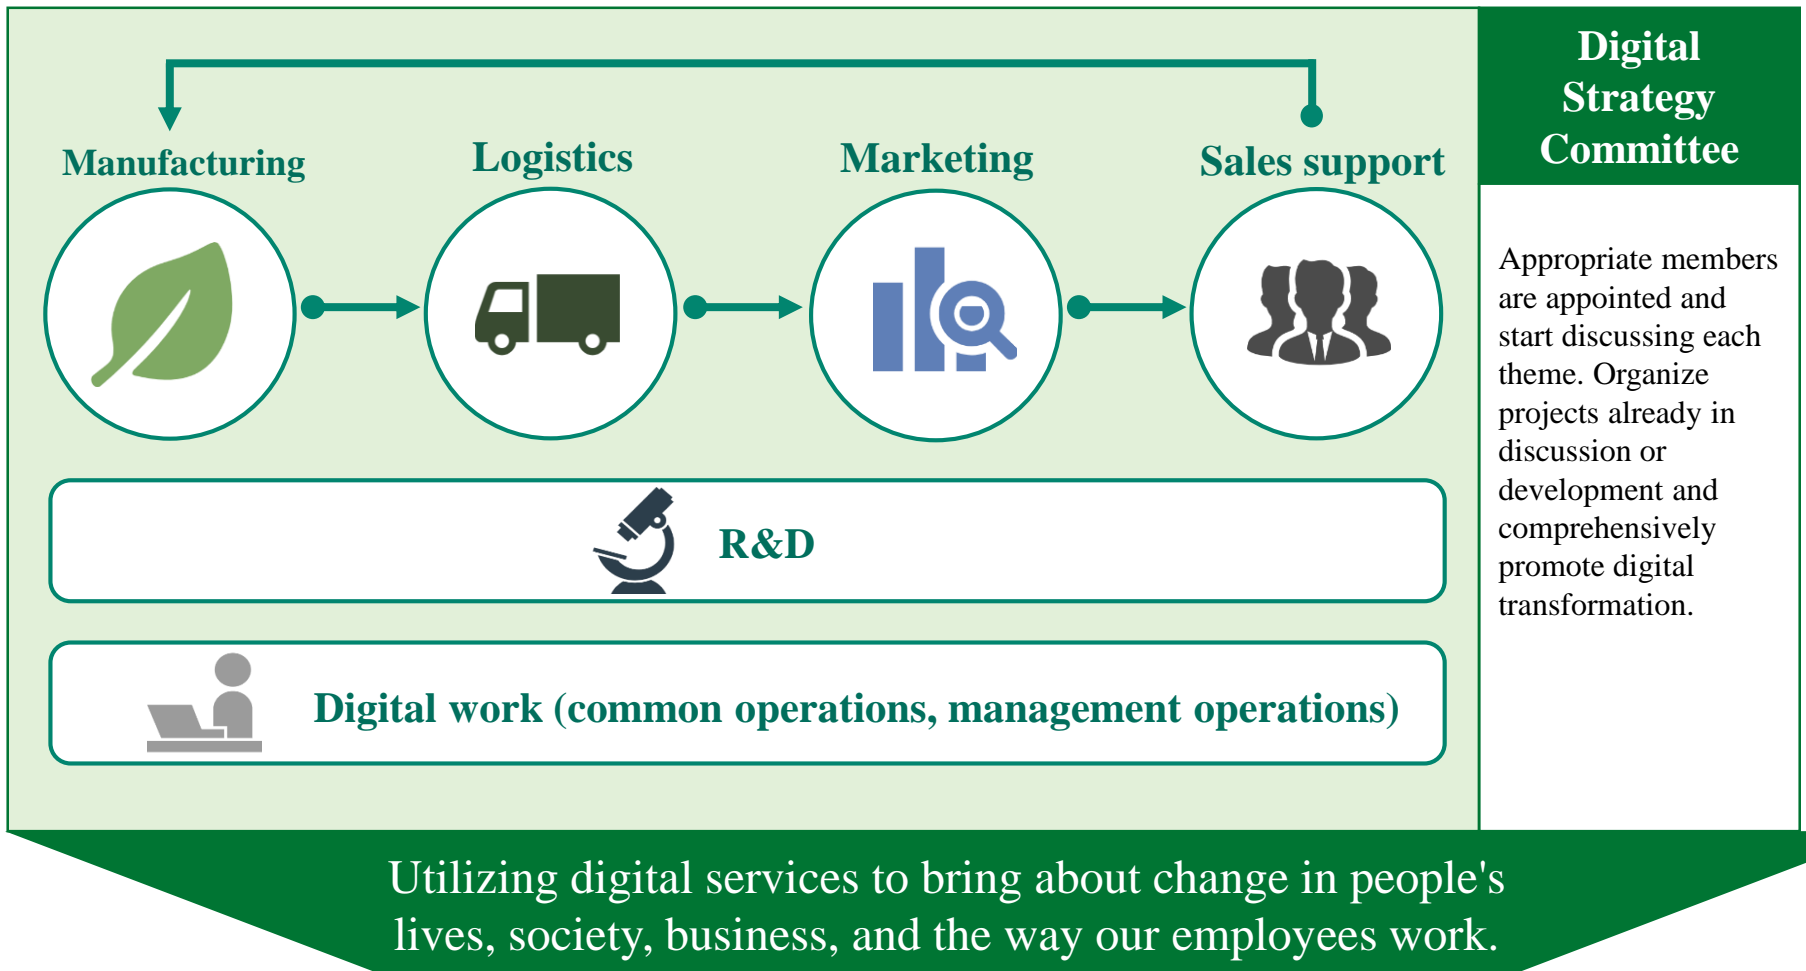 Manufacturing
Logistics
Marketing
Sales support
R&D
Digital work (common operations, management operations)
Digital
Strategy
Committee
Appropriate members
are appointed and
start discussing each
theme. Organize
projects already in
discussion or
development and
comprehensively
promote digital
transformation.
Utilizing digital services to bring about change in people's
lives, society, business, and the way our employees work.